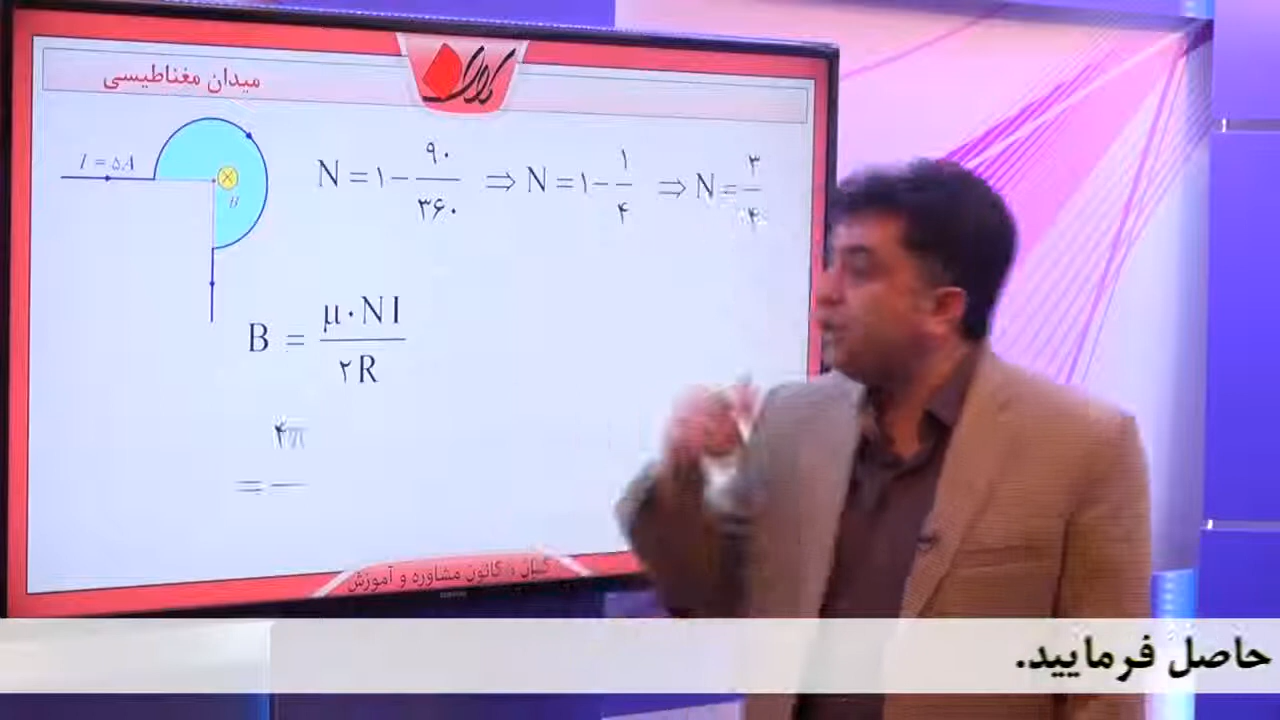 میدان مغناطیسی
I = ۵A
B
N = ۱ - ۹۰/۳۶۰ ⇒ N = ۱ - ۱/۴ ⇒ N = ۳/۴
B = μ۰NI/۲R
= ۴π
کانون مشاوره و آموزش
حاصل فرمایید.